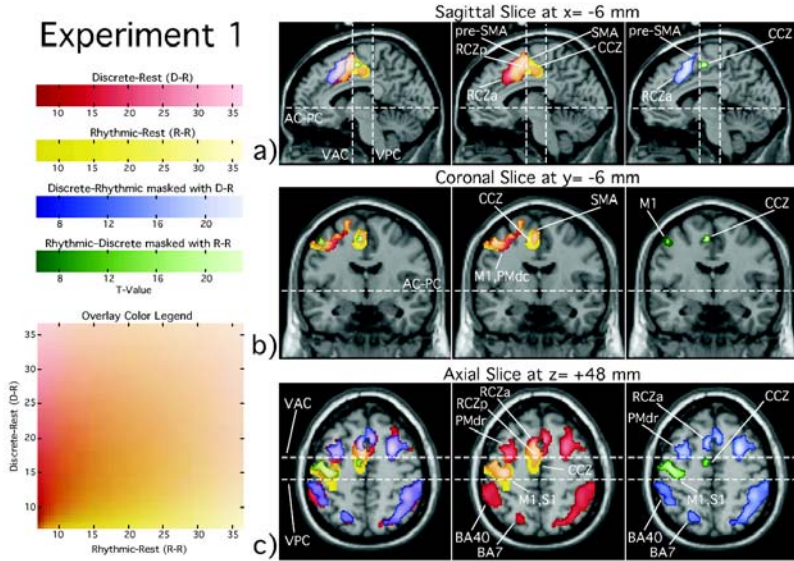 Experiment 1
Discrete-Rest (D-R)
10 15 20 25 30 35
Rhythmic-Rest (R-R)
10 15 20 25 30 35
Discrete-Rhythmic masked with D-R
8 12 16 20
Rhythmic-Discrete masked with R-R
8 12 16 20
T-Value
Overlay Color Legend
Discrete-Rest (D-R)
35
30
25
20
15
10
10 15 20 25 30 35
Rhythmic-Rest (R-R)
Sagittal Slice at x= -6 mm
AC-PC
VAC
VPC
pre-SMA
RCZp
RCZa
SMA
CCZ
pre-SMA
CCZ
RCZa
a)
Coronal Slice at y= -6 mm
AC-PC
CCZ
SMA
M1,PMdc
M1
CCZ
b)
Axial Slice at z= +48 mm
VAC
VPC
RCZa
RCZp
PMdr
CCZ
M1,S1
BA40
BA7
RCZa
CCZ
PMdr
M1,S1
BA40
BA7
c)